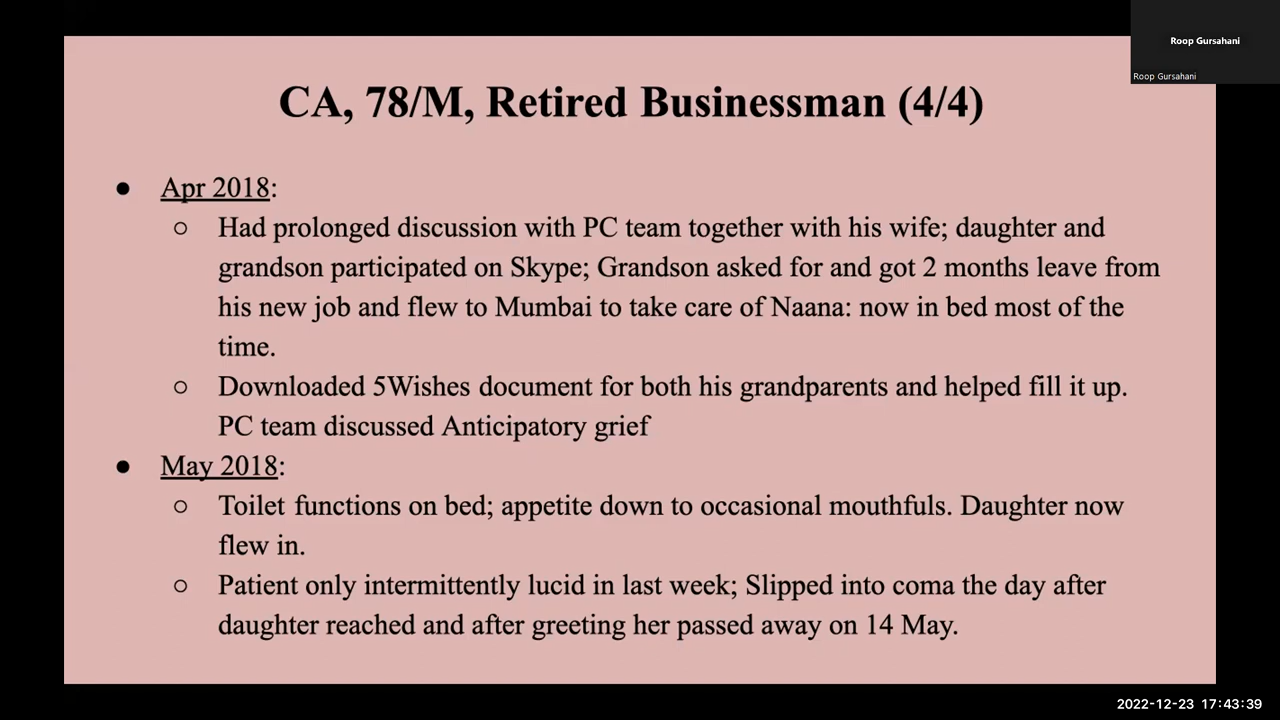 Roop Gursahani
Roop Gursahani
CA, 78/M, Retired Businessman (4/4)
● Apr 2018:
○ Had prolonged discussion with PC team together with his wife; daughter and
grandson participated on Skype; Grandson asked for and got 2 months leave from
his new job and flew to Mumbai to take care of Naana: now in bed most of the
time.
○ Downloaded 5Wishes document for both his grandparents and helped fill it up.
PC team discussed Anticipatory grief
● May 2018:
○ Toilet functions on bed; appetite down to occasional mouthfuls. Daughter now
flew in.
○ Patient only intermittently lucid in last week; Slipped into coma the day after
daughter reached and after greeting her passed away on 14 May.
2022-12-23 17:43:39